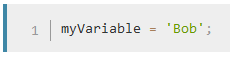 1 myVariable = 'Bob';